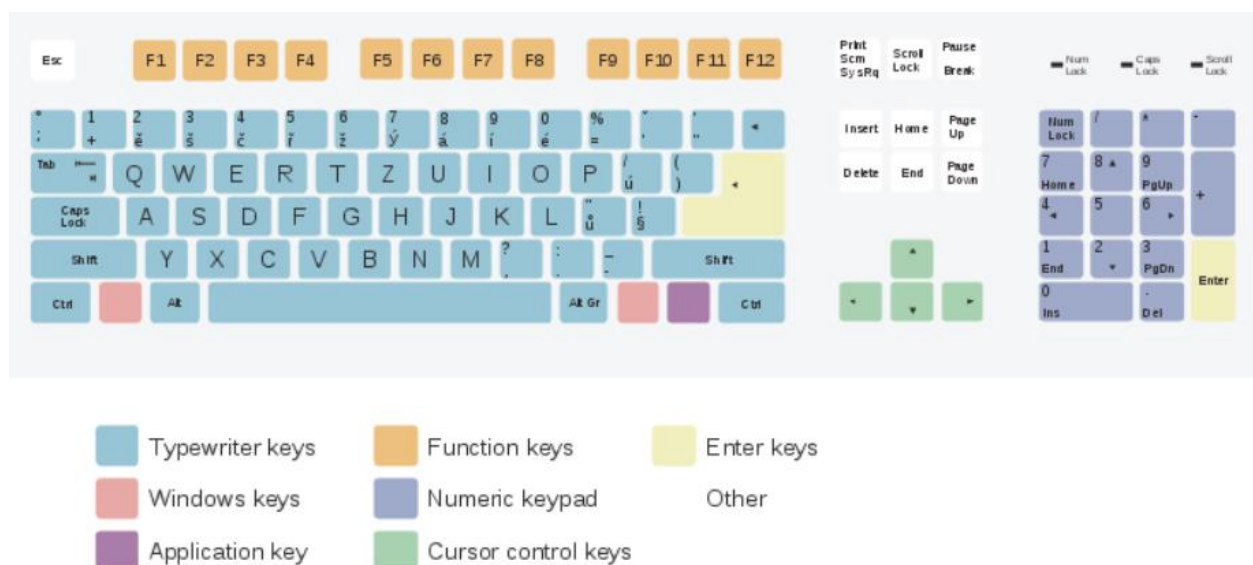 Esc F1 F2 F3 F4 F5 F6 F7 F8 F9 F10 F11 F12 Print Scrn SysRq Scroll Lock Pause Break Num Lock Caps Lock Scroll Lock
° ; 1 + 2 ě 3 š 4 č 5 ř 6 ž 7 ý 8 á 9 í 0 é % = ˇ ' Insert Home Page Up Num Lock / * -
Tab Q W E R T Z U I O P / ú ( ) Delete End Page Down 7 Home 8 9 PgUp +
Caps Lock A S D F G H J K L " ů ! § 4 5 6
Shift Y X C V B N M ? , : . - Shift 1 End 2 3 PgDn Enter
Ctrl Alt Alt Gr Ctrl 0 Ins . Del
Typewriter keys Function keys Enter keys
Windows keys Numeric keypad Other
Application key Cursor control keys